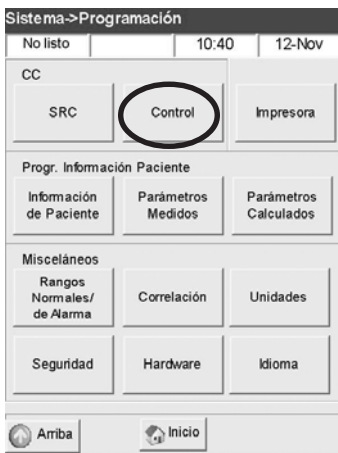 Sistema->Programación
No listo 10:40 12-Nov
CC
SRC Control Impresora
Progr. Información Paciente
Información Parámetros Parámetros
de Paciente Medidos Calculados
Misceláneos
Rangos
Normales/ Correlación Unidades
de Alarma
Seguridad Hardware Idioma
Arriba Inicio